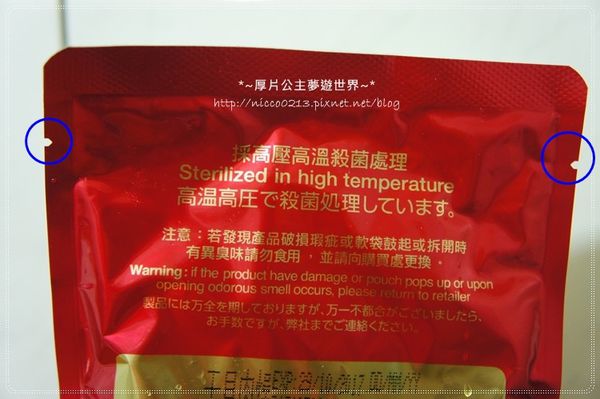 *~厚片公主夢遊世界~*
http://nicco0213.pixnet.net/blog
採高壓高溫殺菌處理
Sterilized in high temperature
高温高圧で殺菌処理しています。
注意：若發現產品破損瑕疵或軟袋鼓起或拆開時
有異臭味請勿食用，並請向購買處更換。
Warning : if the product have damage or pouch pops up or upon
opening odorous smell occurs, please return to retailer
製品には万全を期しておりますが、万一不都合がございましたら、
お手数ですが、弊社までご連絡ください。